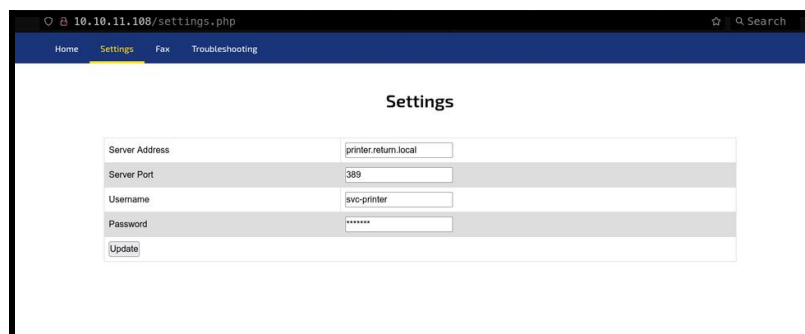 10.10.11.108/settings.php Search
Home Settings Fax Troubleshooting
Settings
Server Address printer.return.local
Server Port 389
Username svc-printer
Password *******
Update